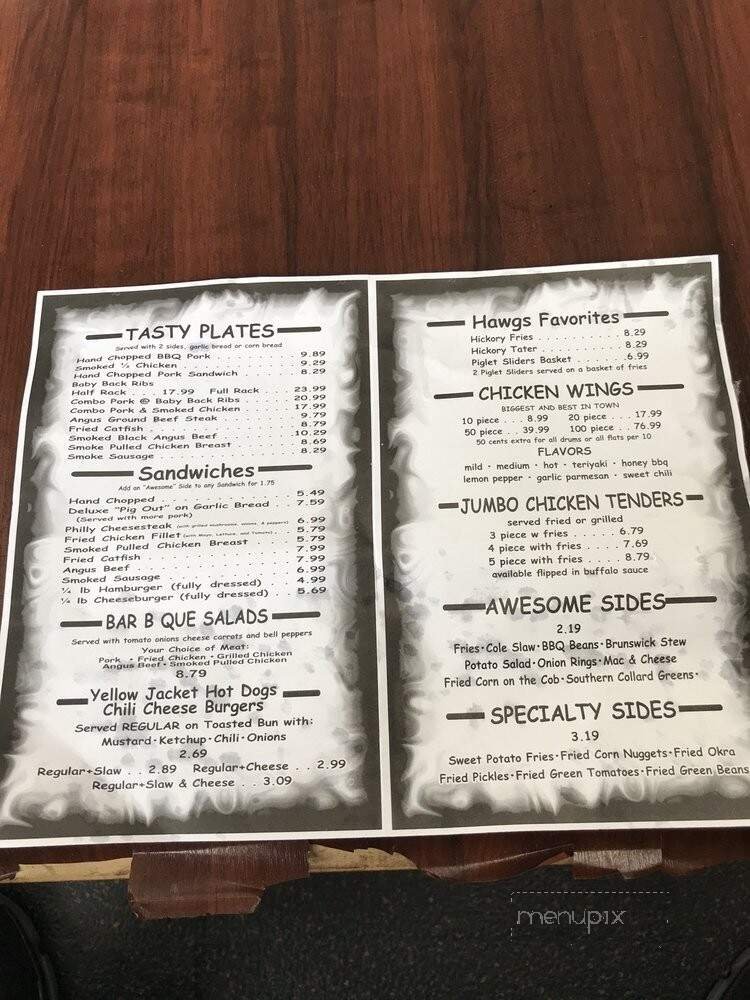 TASTY PLATES
Served with 2 sides, garlic bread or corn bread
Hand Chopped BBQ Pork . . . . . . . . 9.89
Smoked ½ Chicken . . . . . . . . . . 9.29
Hand Chopped Pork Sandwich . . . . . 8.29
Baby Back Ribs
Half Rack . . . 17.99 Full Rack . . . 23.99
Combo Pork @ Baby Back Ribs . . . . 20.99
Combo Pork & Smoked Chicken . . . . 17.99
Angus Ground Beef Steak . . . . . . . 9.79
Fried Catfish . . . . . . . . . . . . 8.79
Smoked Black Angus Beef . . . . . . . 10.29
Smoke Pulled Chicken Breast . . . . . 8.69
Smoke Sausage . . . . . . . . . . . . 8.29
Sandwiches
Add an "Awesome" Side to any Sandwich for 1.75
Hand Chopped . . . . . . . . . . . . 5.49
Deluxe "Pig Out" on Garlic Bread . . 7.59
(Served with more pork)
Philly Cheesesteak (with grilled mushrooms, onions, & peppers) 6.99
Fried Chicken Fillet (with Mayo, Lettuce, and Tomato) . . 5.79
Smoked Pulled Chicken Breast . . . . 5.79
Fried Catfish . . . . . . . . . . . . 7.99
Angus Beef . . . . . . . . . . . . . 7.99
Smoked Sausage . . . . . . . . . . . 6.99
¼ lb Hamburger (fully dressed) . . 4.99
¼ lb Cheeseburger (fully dressed) . . 5.69
BAR B QUE SALADS
Served with tomato onions cheese carrots and bell peppers
Your Choice of Meat:
Pork • Fried Chicken • Grilled Chicken
Angus Beef • Smoked Pulled Chicken
8.79
Yellow Jacket Hot Dogs
Chili Cheese Burgers
Served REGULAR on Toasted Bun with:
Mustard • Ketchup • Chili • Onions
2.69
Regular+Slaw . . 2.89 Regular+Cheese . . 2.99
Regular+Slaw & Cheese . . 3.09
Hawgs Favorites
Hickory Fries . . . . . . . . . . 8.29
Hickory Tater . . . . . . . . . . 8.29
Piglet Sliders Basket . . . . . .6.99
2 Piglet Sliders served on a basket of fries
CHICKEN WINGS
BIGGEST AND BEST IN TOWN
10 piece . . . 8.99 20 piece . . . 17.99
50 piece . . 39.99 100 piece . . 76.99
50 cents extra for all drums or all flats per 10
FLAVORS
mild • medium • hot • teriyaki • honey bbq
lemon pepper • garlic parmesan • sweet chili
JUMBO CHICKEN TENDERS
served fried or grilled
3 piece w fries . . . . . 6.79
4 piece with fries . . . . 7.69
5 piece with fries . . . . 8.79
available flipped in buffalo sauce
AWESOME SIDES
2.19
Fries • Cole Slaw • BBQ Beans • Brunswick Stew
Potato Salad • Onion Rings • Mac & Cheese
Fried Corn on the Cob • Southern Collard Greens •
SPECIALTY SIDES
3.19
Sweet Potato Fries • Fried Corn Nuggets • Fried Okra
Fried Pickles • Fried Green Tomatoes • Fried Green Beans
menupix